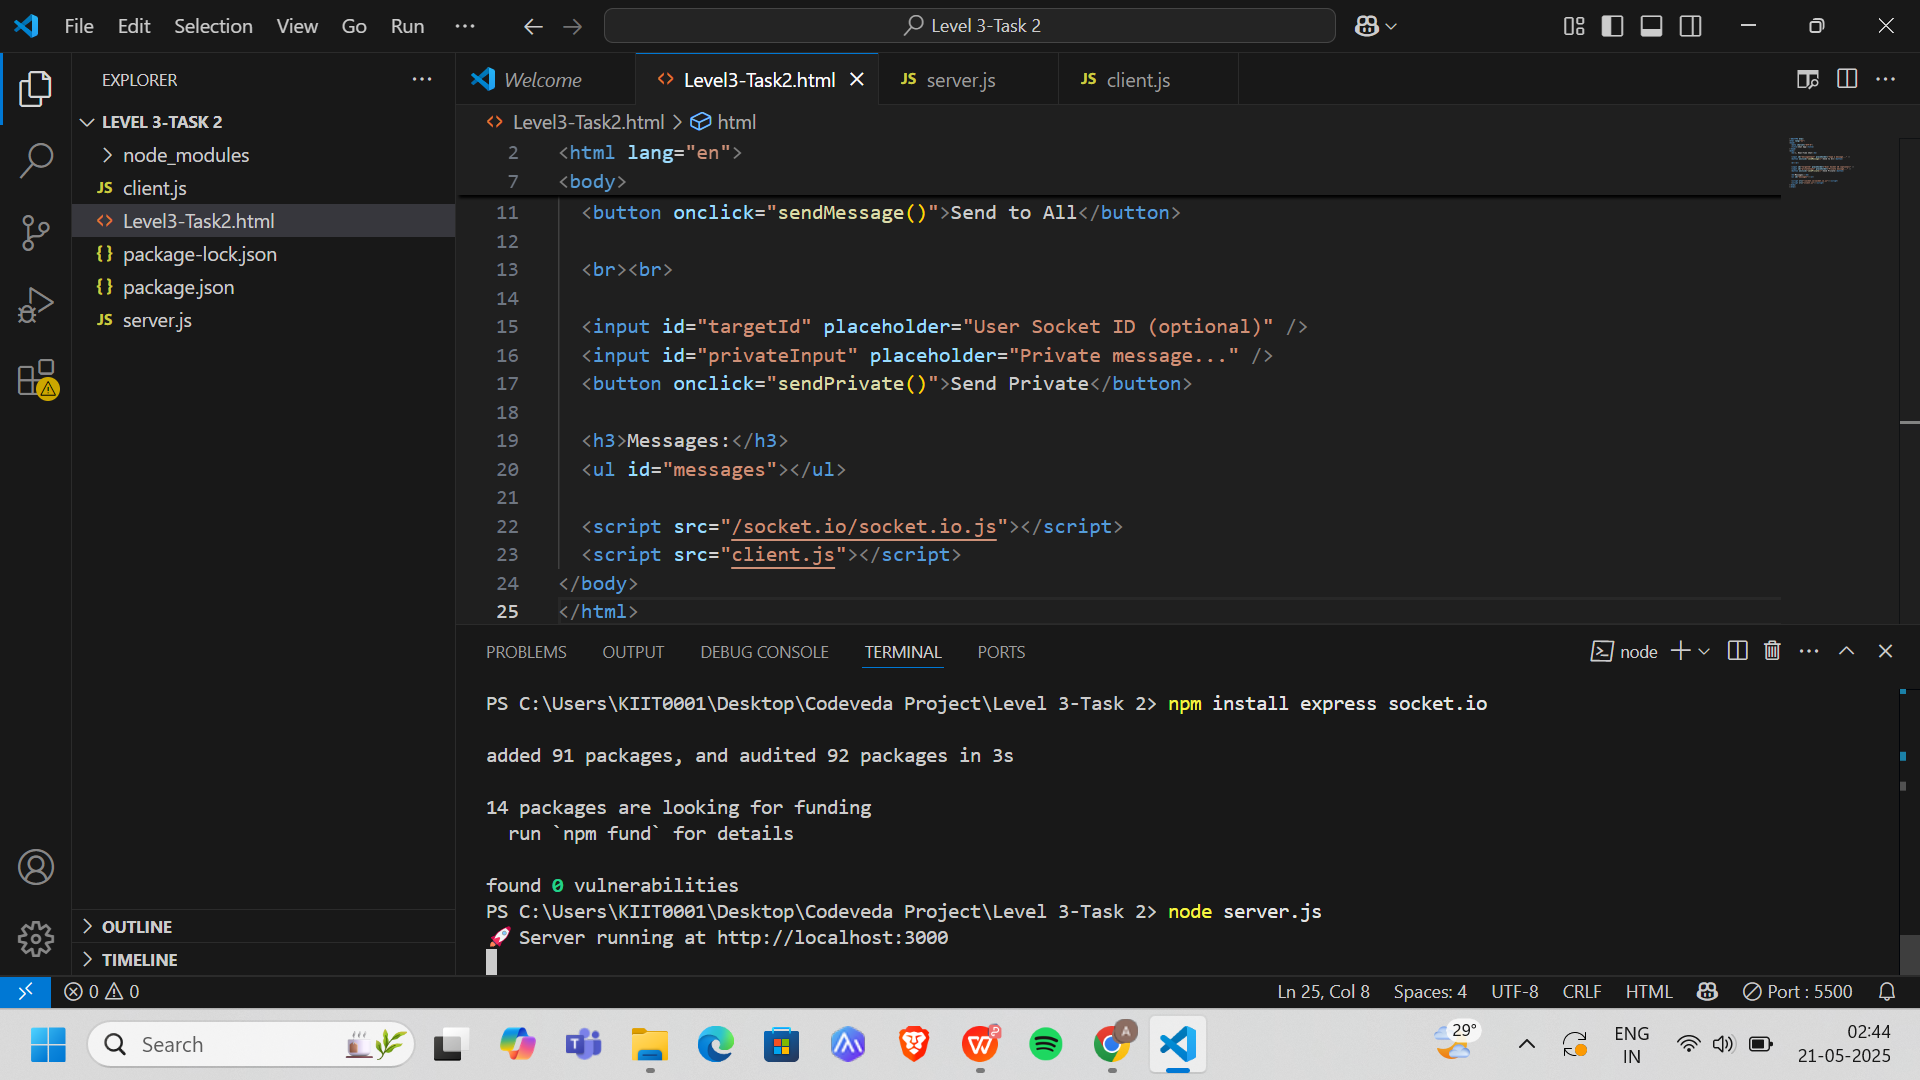 File Edit Selection View Go Run ...
Level 3-Task 2
EXPLORER
LEVEL 3-TASK 2
node_modules
JS client.js
<> Level3-Task2.html
{} package-lock.json
{} package.json
JS server.js
OUTLINE
TIMELINE
Welcome
<> Level3-Task2.html
JS server.js
JS client.js
<> Level3-Task2.html > html
2 <html lang="en">
7 <body>
11 <button onclick="sendMessage()">Send to All</button>
12
13 <br><br>
14
15 <input id="targetId" placeholder="User Socket ID (optional)" />
16 <input id="privateInput" placeholder="Private message..." />
17 <button onclick="sendPrivate()">Send Private</button>
18
19 <h3>Messages:</h3>
20 <ul id="messages"></ul>
21
22 <script src="/socket.io/socket.io.js"></script>
23 <script src="client.js"></script>
24 </body>
25 </html>
PROBLEMS OUTPUT DEBUG CONSOLE TERMINAL PORTS
node
PS C:\Users\KIIT0001\Desktop\Codeveda Project\Level 3-Task 2> npm install express socket.io
added 91 packages, and audited 92 packages in 3s
14 packages are looking for funding
run `npm fund` for details
found 0 vulnerabilities
PS C:\Users\KIIT0001\Desktop\Codeveda Project\Level 3-Task 2> node server.js
🚀 Server running at http://localhost:3000
0 0
Ln 25, Col 8 Spaces: 4 UTF-8 CRLF HTML Port : 5500
Search
29°
ENG
IN
02:44
21-05-2025